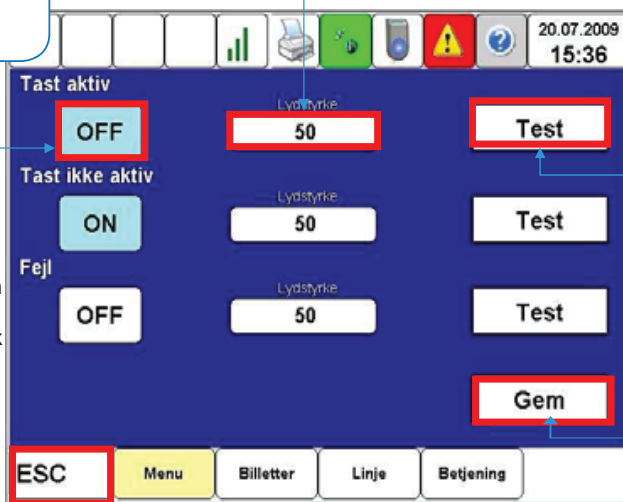 20.07.2009
15:36
Tast aktiv
Lydstyrke
OFF
50
Test
Tast ikke aktiv
Lydstyrke
ON
50
Test
Fejl
Lydstyrke
OFF
50
Test
Gem
ESC
Menu
Billetter
Linje
Betjening